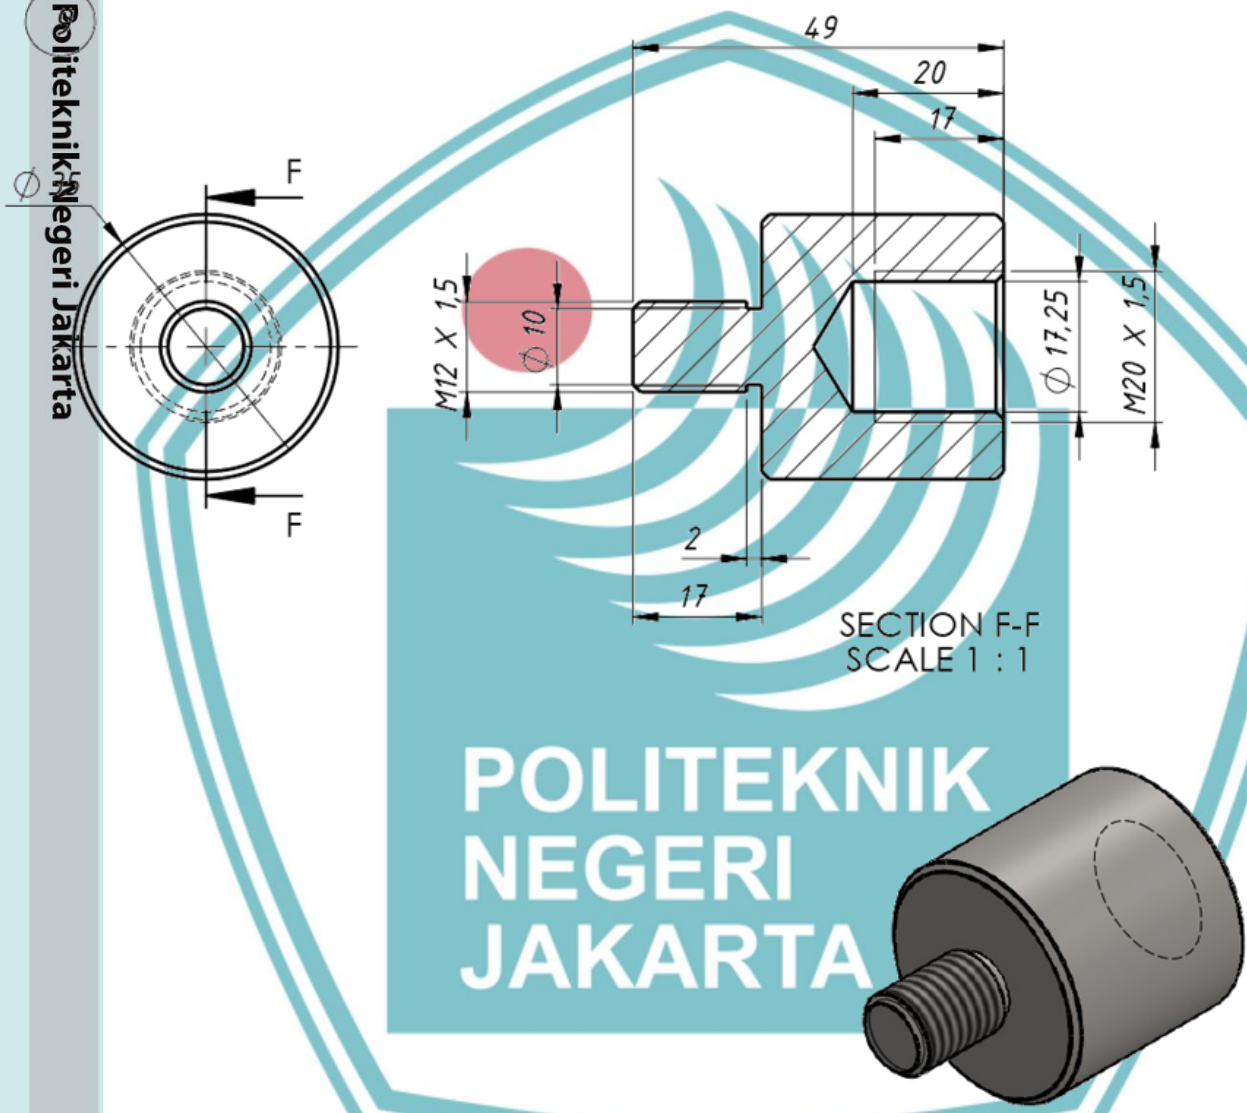 Politeknik Negeri Jakarta
49
20
17
F
Ø
M12 X 1,5
Ø 10
Ø 17,25
M20 X 1,5
F
2
17
SECTION F-F
SCALE 1 : 1
POLITEKNIK
NEGERI
JAKARTA